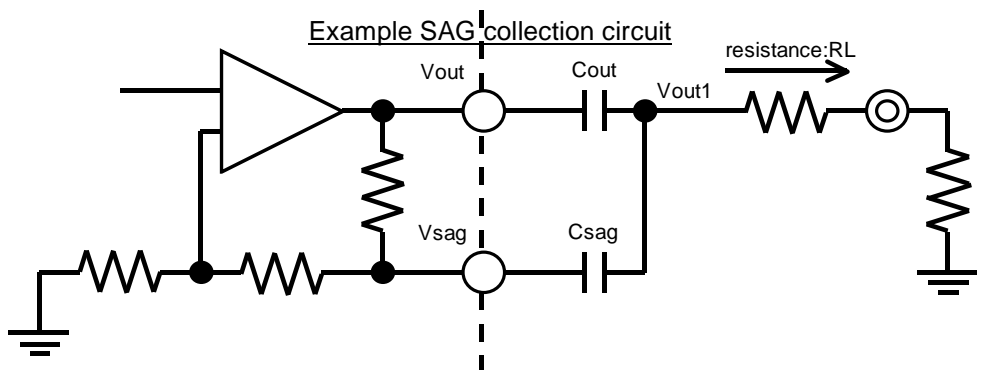 Example SAG collection circuit
resistance:RL
Vout
Cout
Vout1
Vsag
Csag